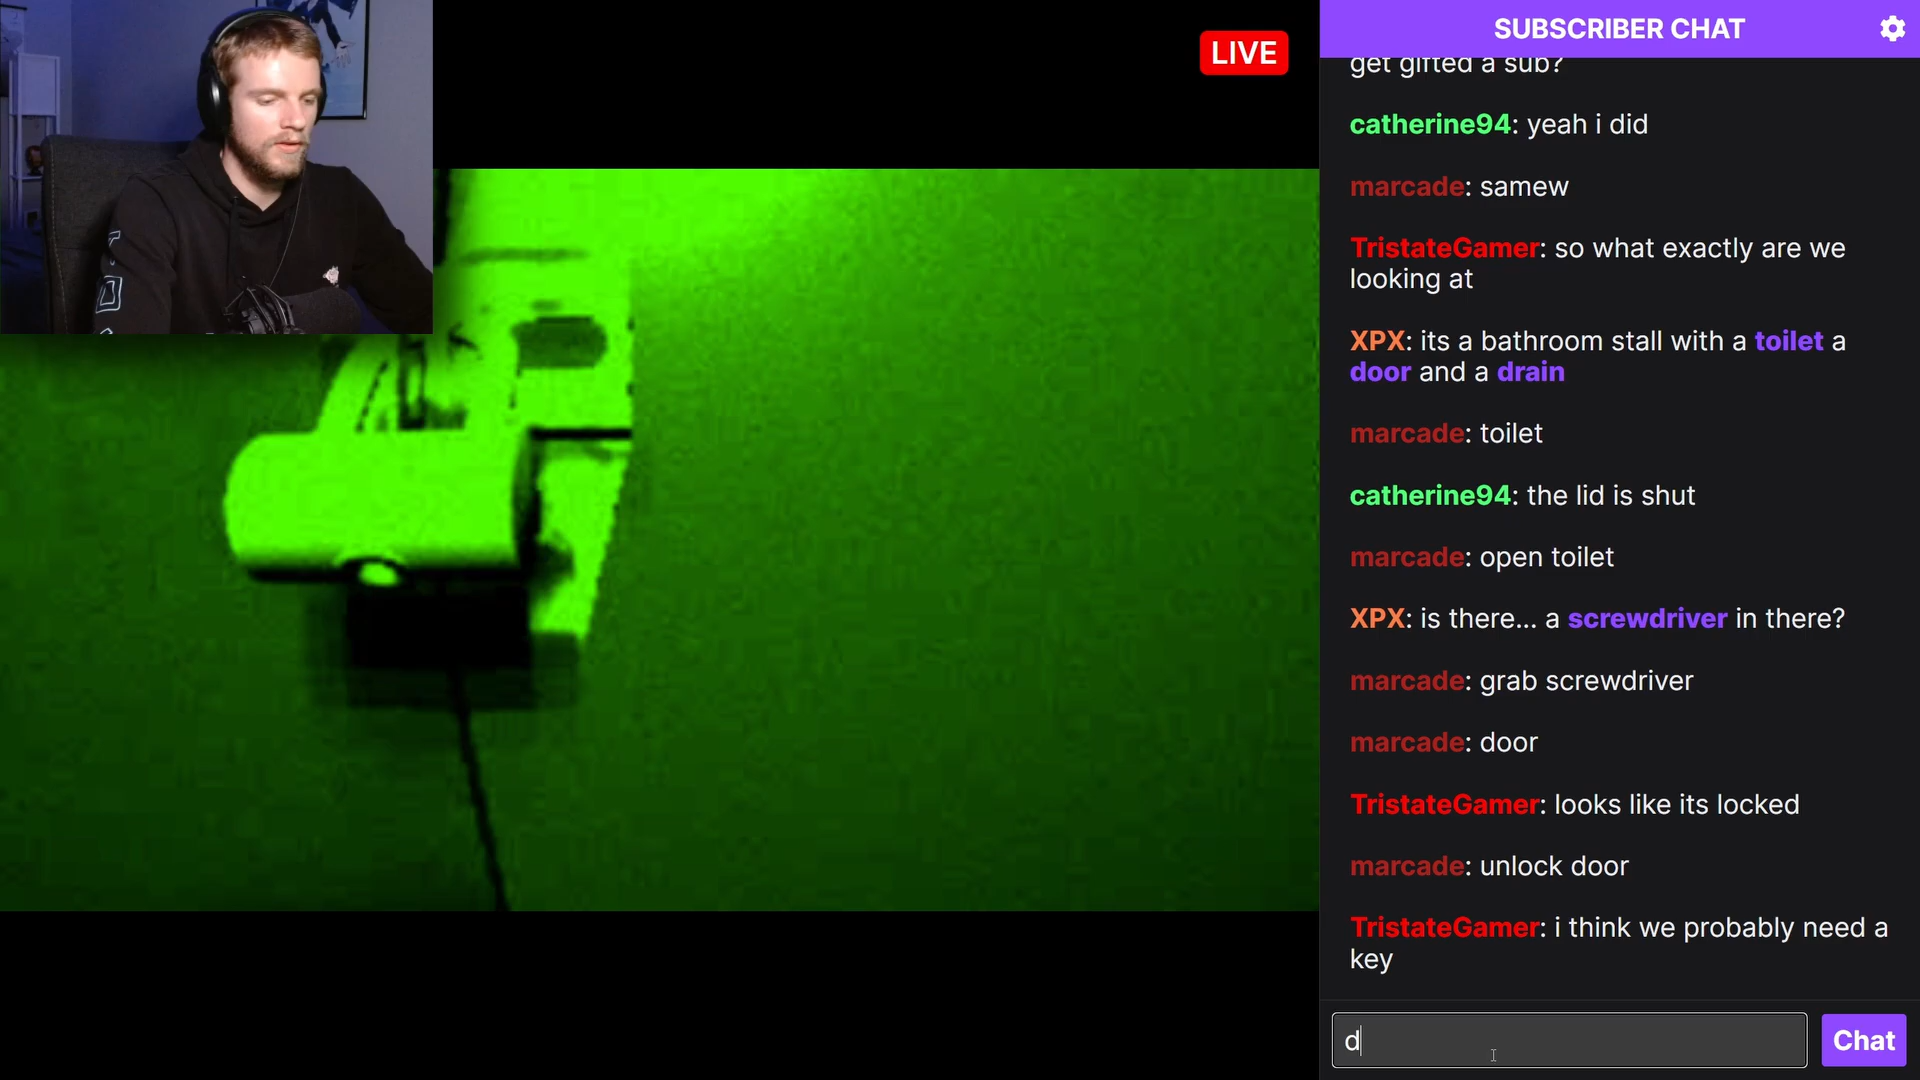 LIVE
SUBSCRIBER CHAT
get gifted a sub?
catherine94: yeah i did
marcade: samew
TristateGamer: so what exactly are we
looking at
XPX: its a bathroom stall with a toilet a
door and a drain
marcade: toilet
catherine94: the lid is shut
marcade: open toilet
XPX: is there... a screwdriver in there?
marcade: grab screwdriver
marcade: door
TristateGamer: looks like its locked
marcade: unlock door
TristateGamer: i think we probably need a
key
d
Chat